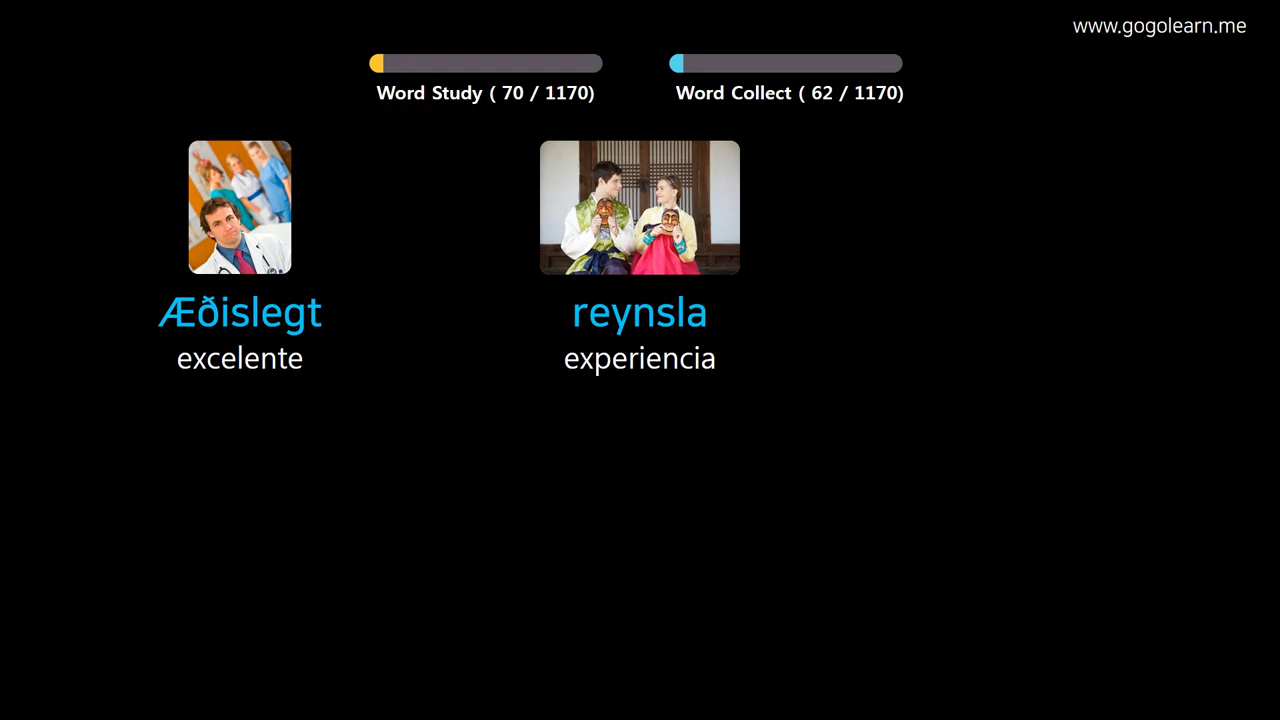 www.gogolearn.me
Word Study ( 70 / 1170)
Word Collect ( 62 / 1170)
Æðislegt
excelente
reynsla
experiencia